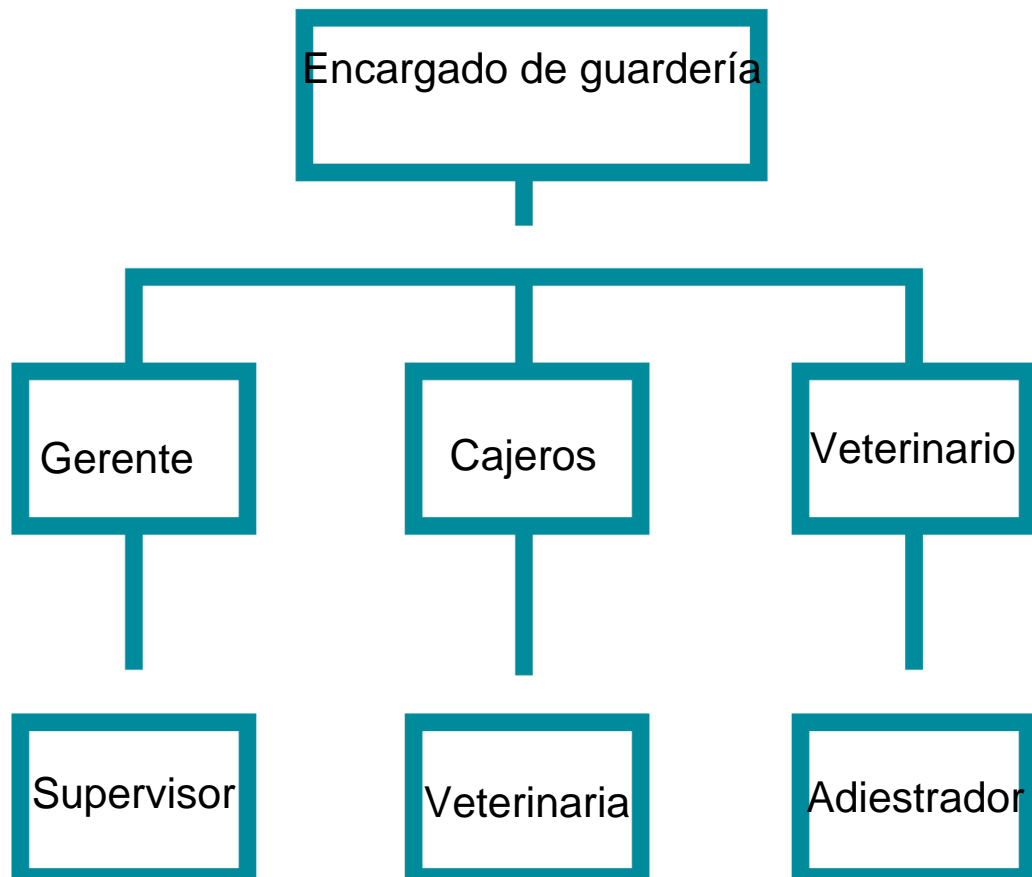 Encargado de guardería
Gerente
Cajeros
Veterinario
Supervisor
Veterinaria
Adiestrador